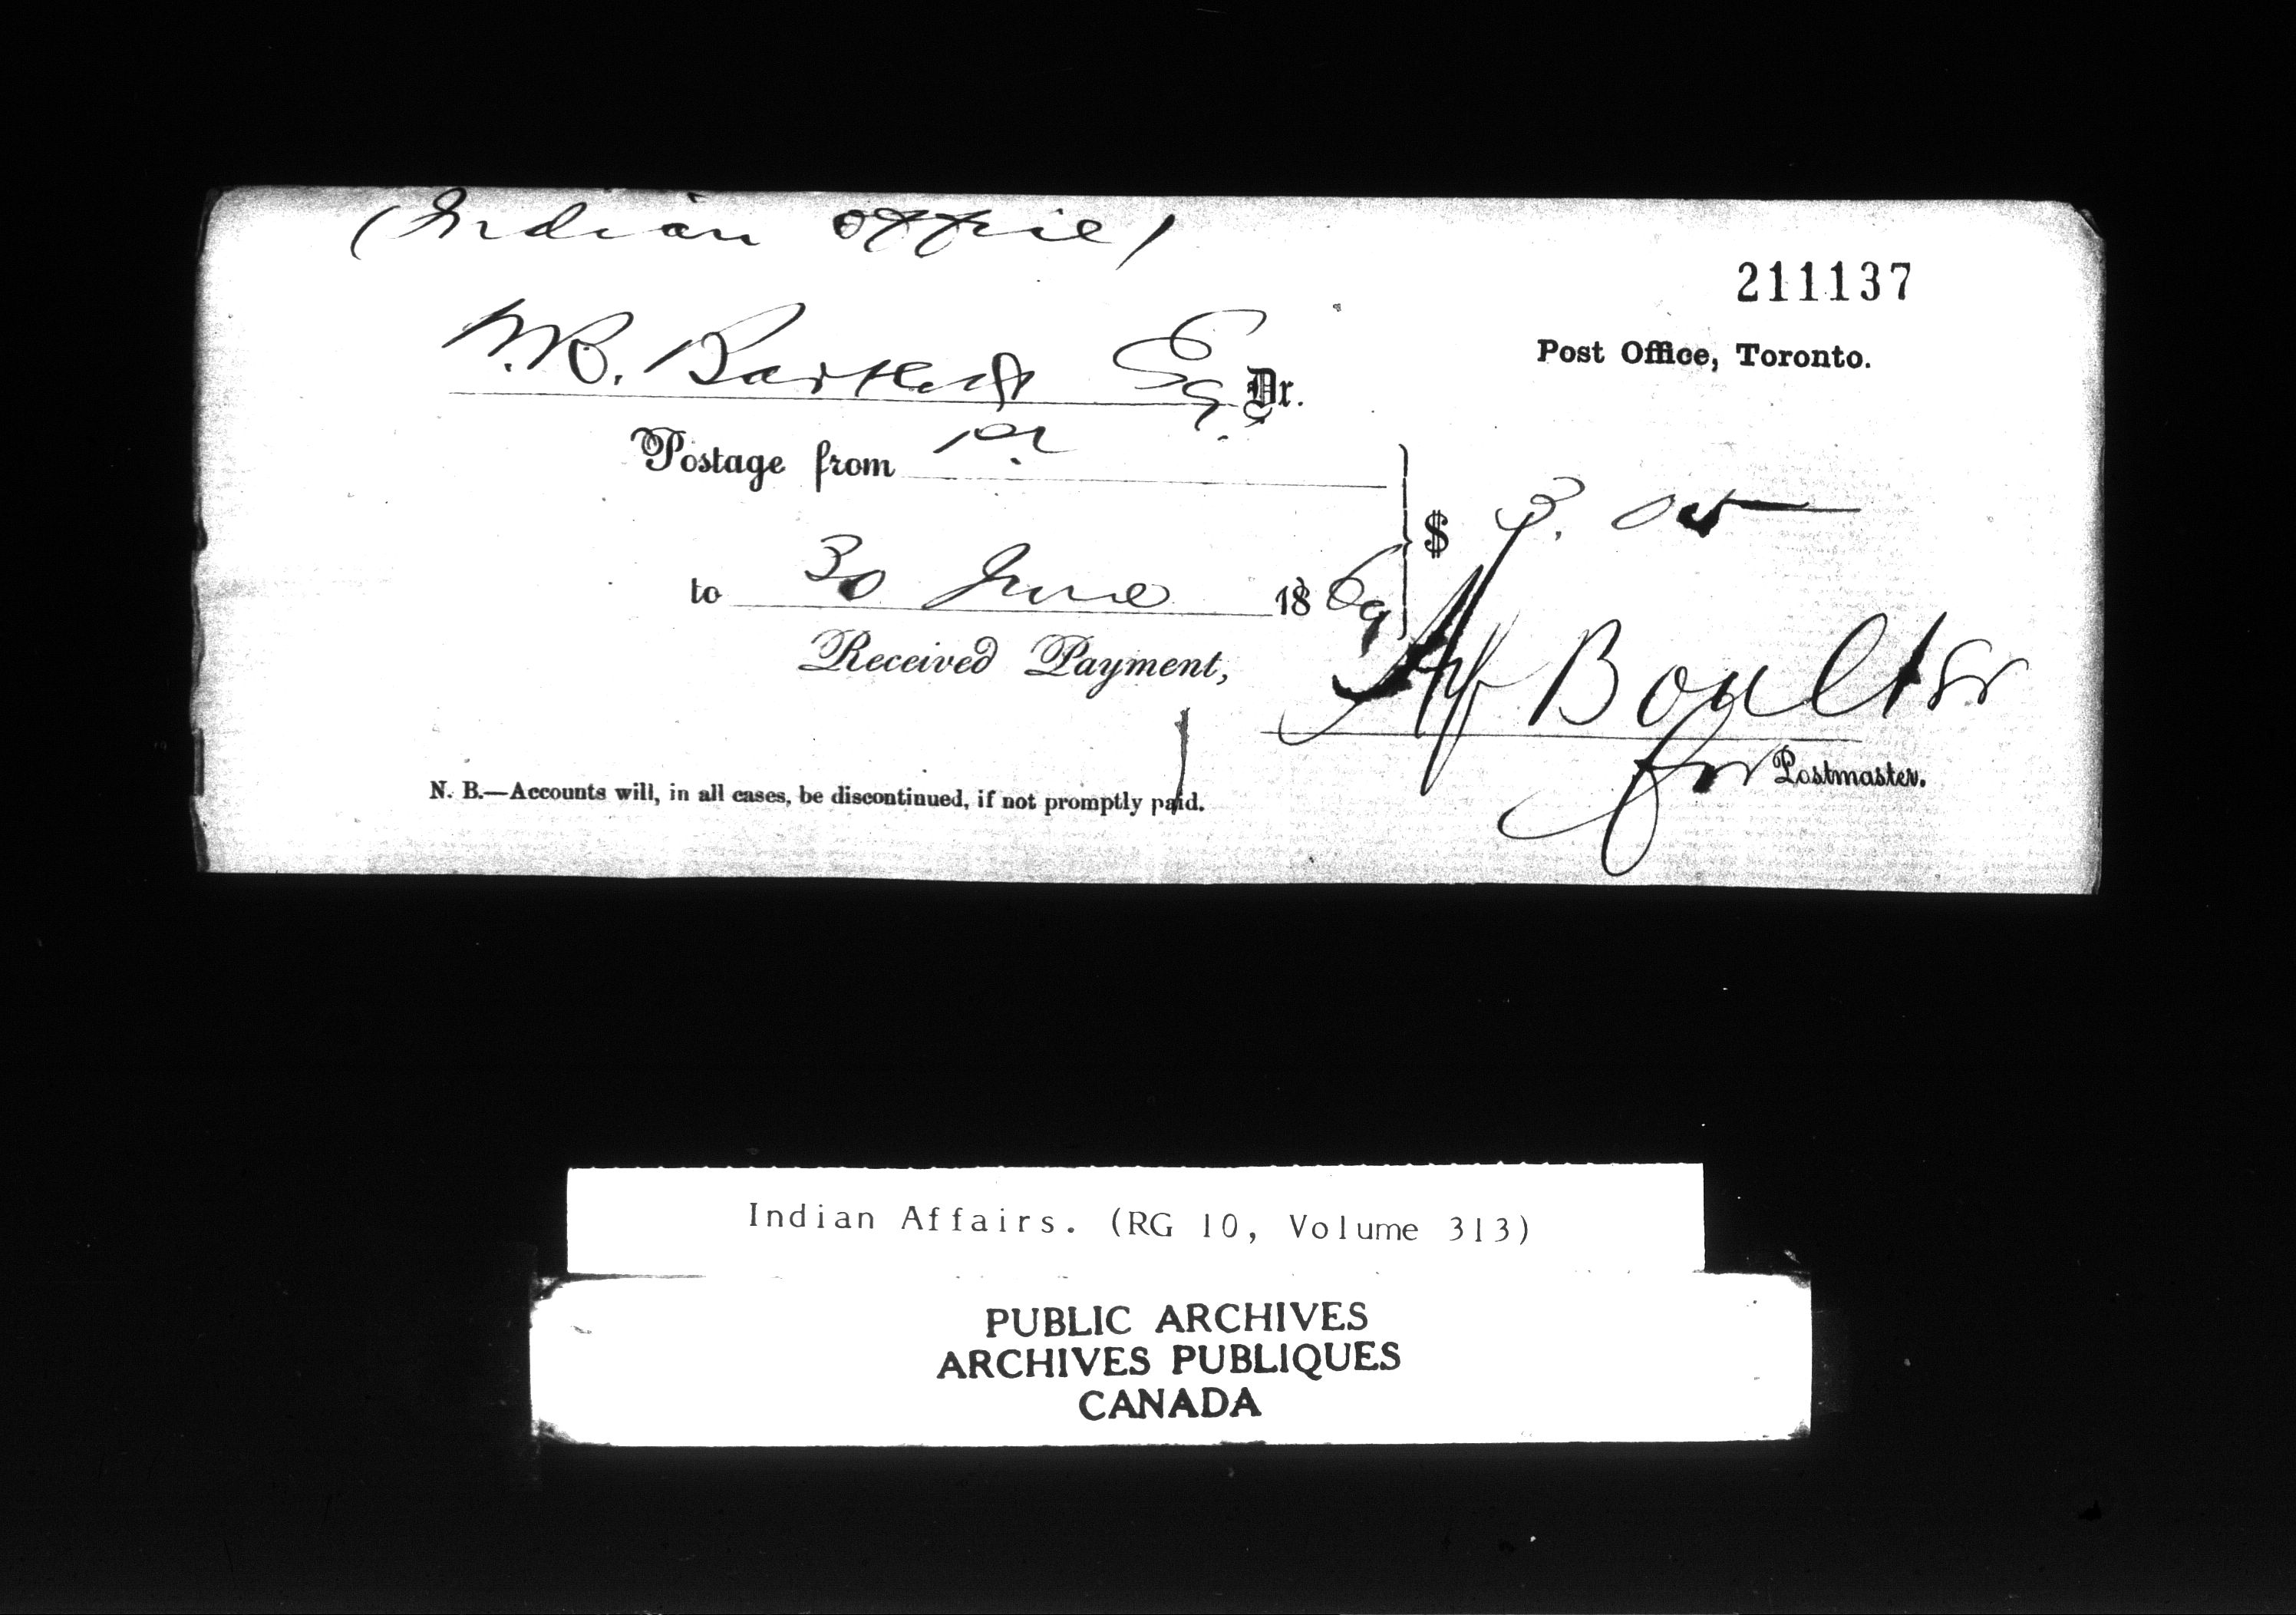 (Indian Office)
211137
W.R. Bartlett Esq. Dr.
Post Office, Toronto.
Postage from 1st
to 30 June 1869 } $ 3.
Received Payment,
Boulter
for Postmaster.
N. B.—Accounts will, in all cases, be discontinued, if not promptly paid.
Indian Affairs. (RG 10, Volume 313)
PUBLIC ARCHIVES
ARCHIVES PUBLIQUES
CANADA